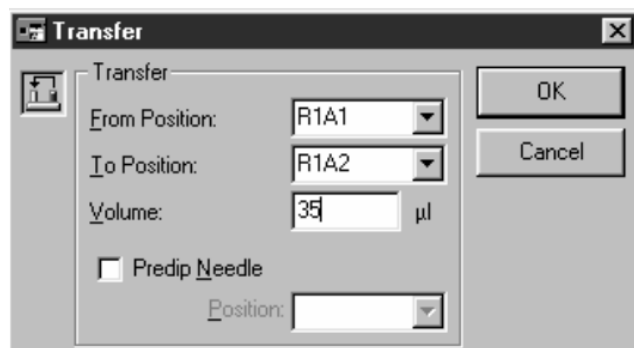 Transfer
Transfer
From Position: R1A1
To Position: R1A2
Volume: 35 µl
Predip Needle
Position:
OK
Cancel